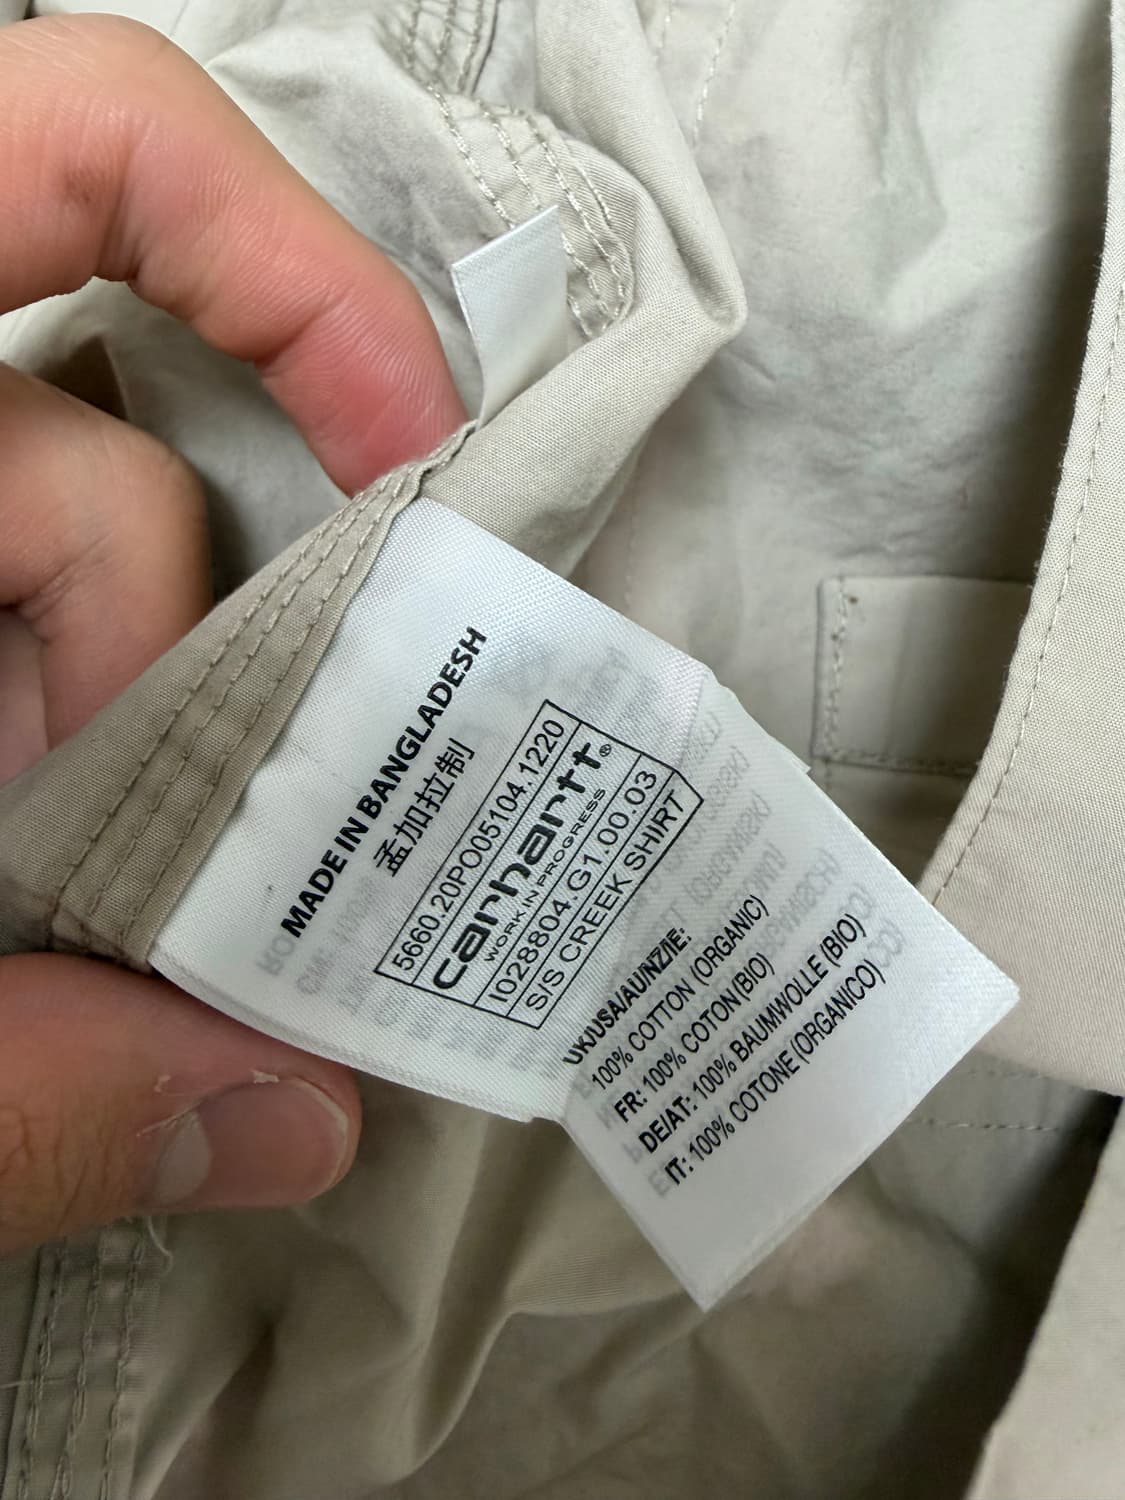 MADE IN BANGLADESH
孟加拉制
5660.20PO05104.1220
carhartt®
WORK IN PROGRESS
I028804.G1.00.03
S/S CREEK SHIRT
UK/USA/AU/NZ/IE:
100% COTTON (ORGANIC)
FR: 100% COTON (BIO)
DE/AT: 100% BAUMWOLLE (BIO)
IT: 100% COTONE (ORGANICO)